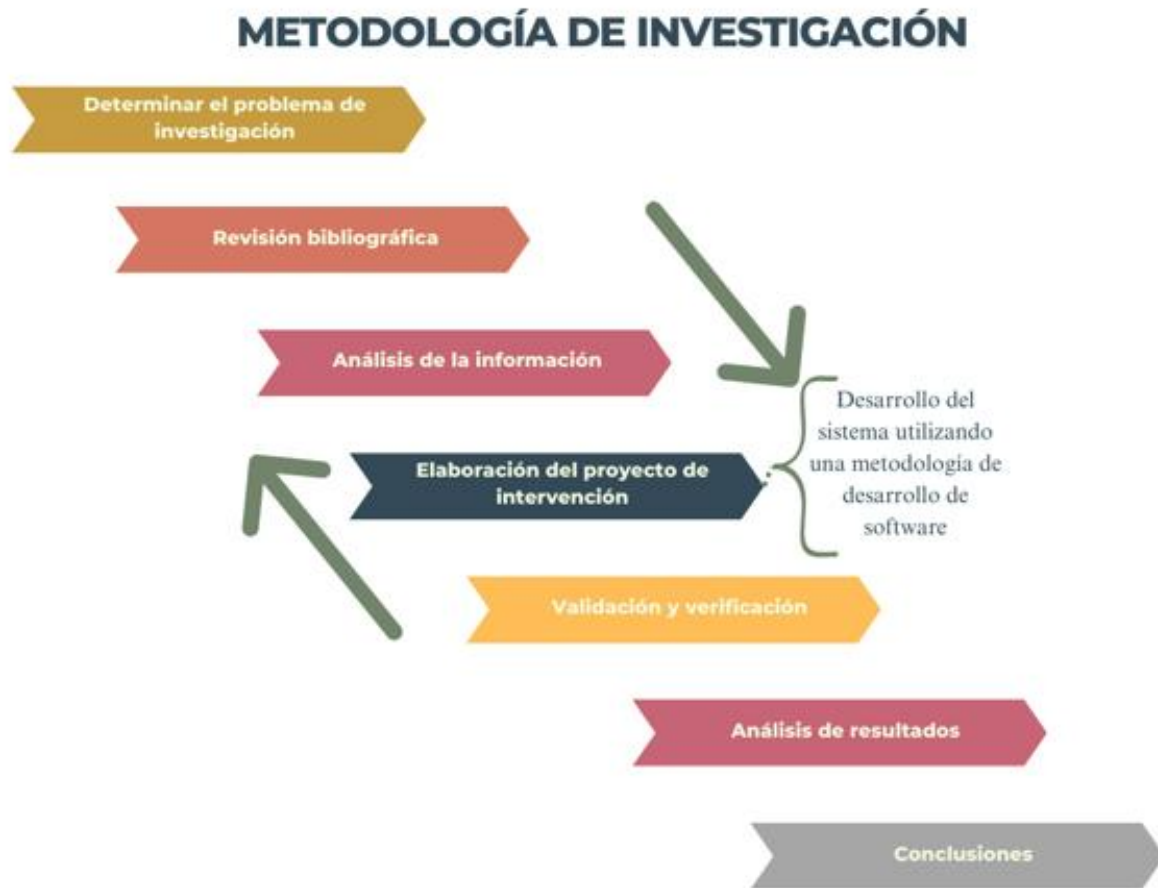 METODOLOGÍA DE INVESTIGACIÓN
Determinar el problema de
investigación
Revisión bibliográfica
Análisis de la información
Elaboración del proyecto de
intervención
Desarrollo del
sistema utilizando
una metodología de
desarrollo de
software
Validación y verificación
Análisis de resultados
Conclusiones